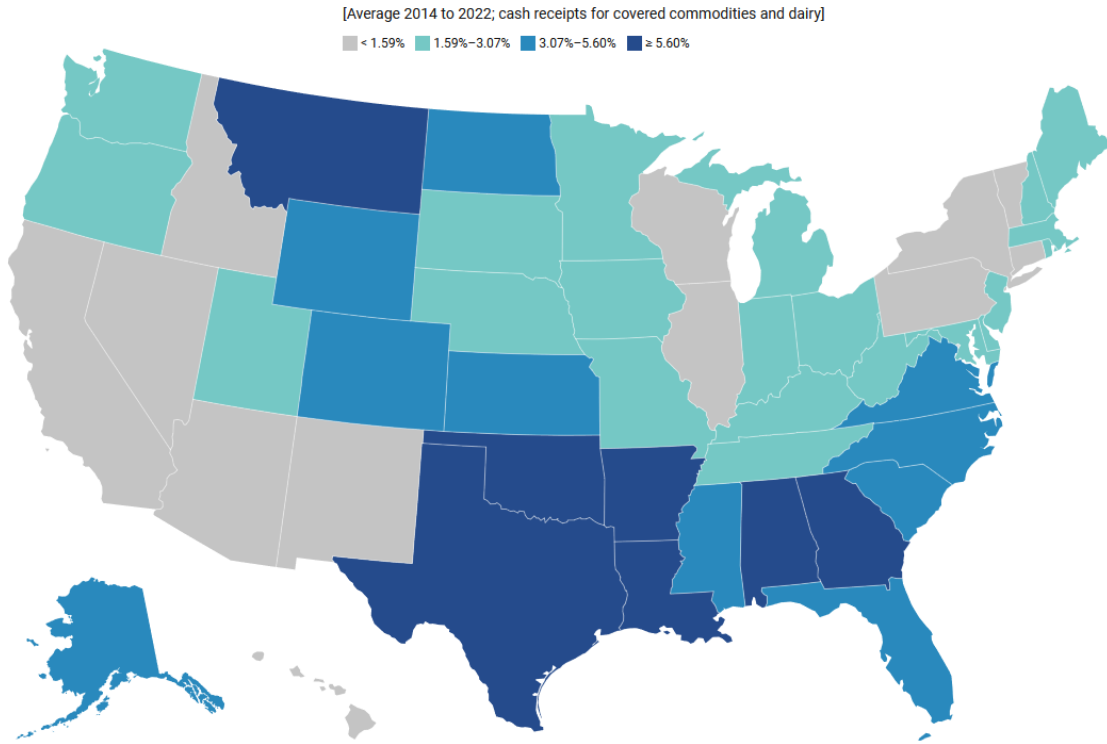 [Average 2014 to 2022; cash receipts for covered commodities and dairy]
< 1.59% 1.59%–3.07% 3.07%–5.60% ≥ 5.60%